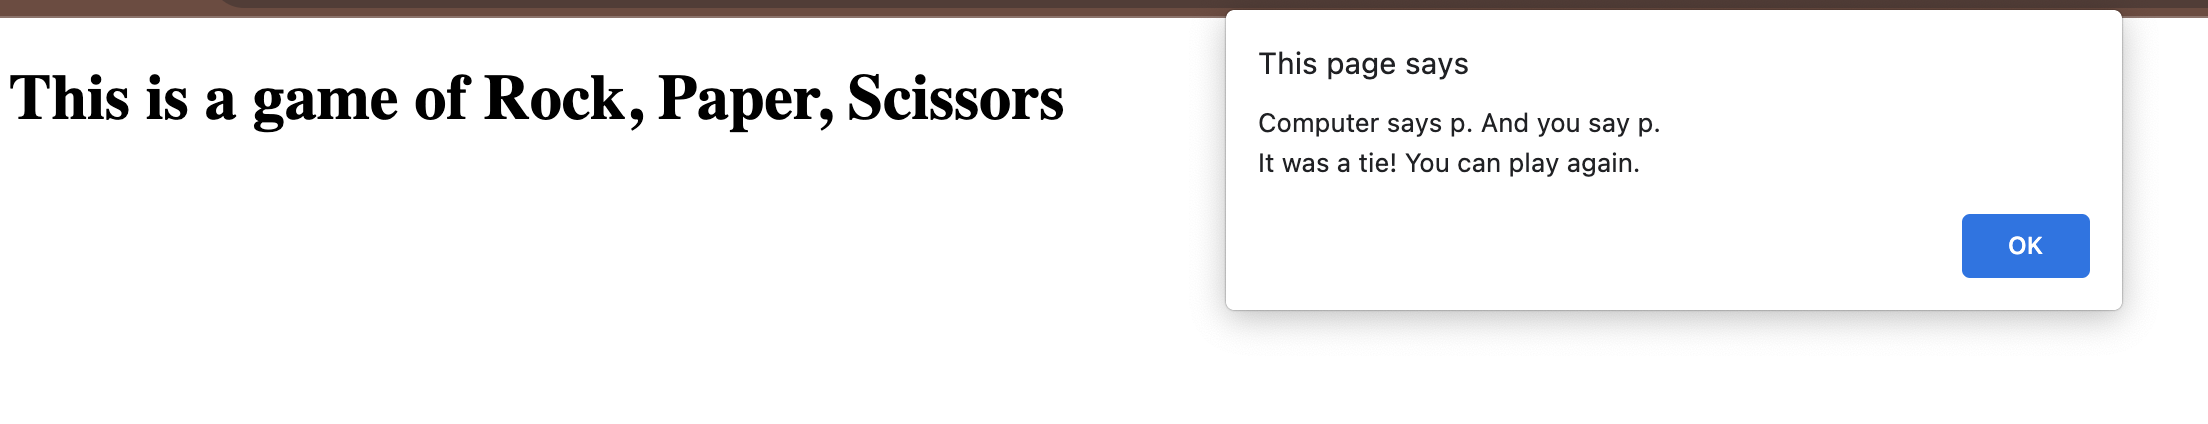 This is a game of Rock, Paper, Scissors
This page says
Computer says p. And you say p.
It was a tie! You can play again.
OK